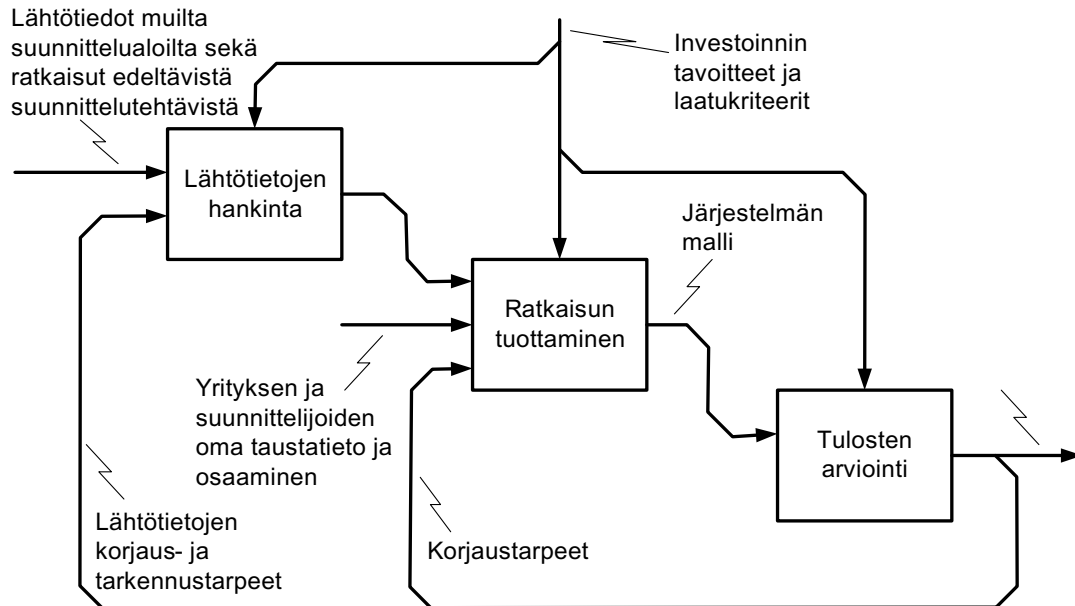 Lähtötiedot muilta
suunnittelualoilta sekä
ratkaisut edeltävistä
suunnittelutehtävistä
Investoinnin
tavoitteet ja
laatukriteerit
Lähtötietojen
hankinta
Järjestelmän
malli
Ratkaisun
tuottaminen
Yrityksen ja
suunnittelijoiden
oma taustatieto ja
osaaminen
Tulosten
arviointi
Lähtötietojen
korjaus- ja
tarkennustarpeet
Korjaustarpeet